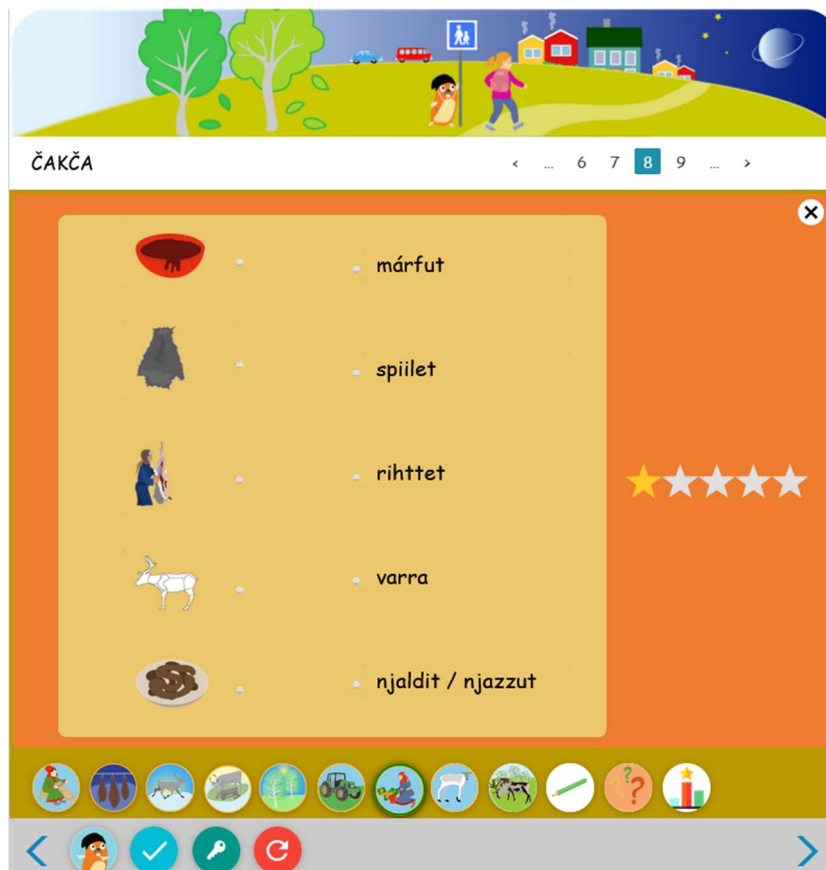 ČAKČA
‹ ... 6 7 8 9 ... ›
márfut
spiilet
rihttet
varra
njaldit / njazzut